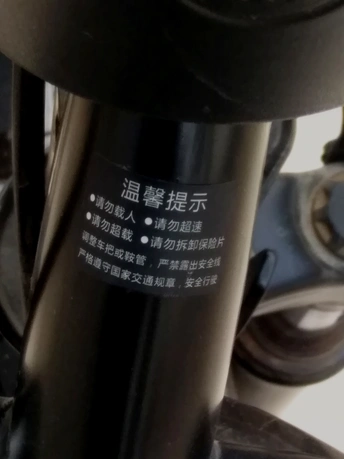 温馨提示
●请勿载人 ●请勿超速
●请勿超载 ●请勿拆卸保险片
调整车把或鞍管，严禁露出安全线
严格遵守国家交通规章，安全行驶